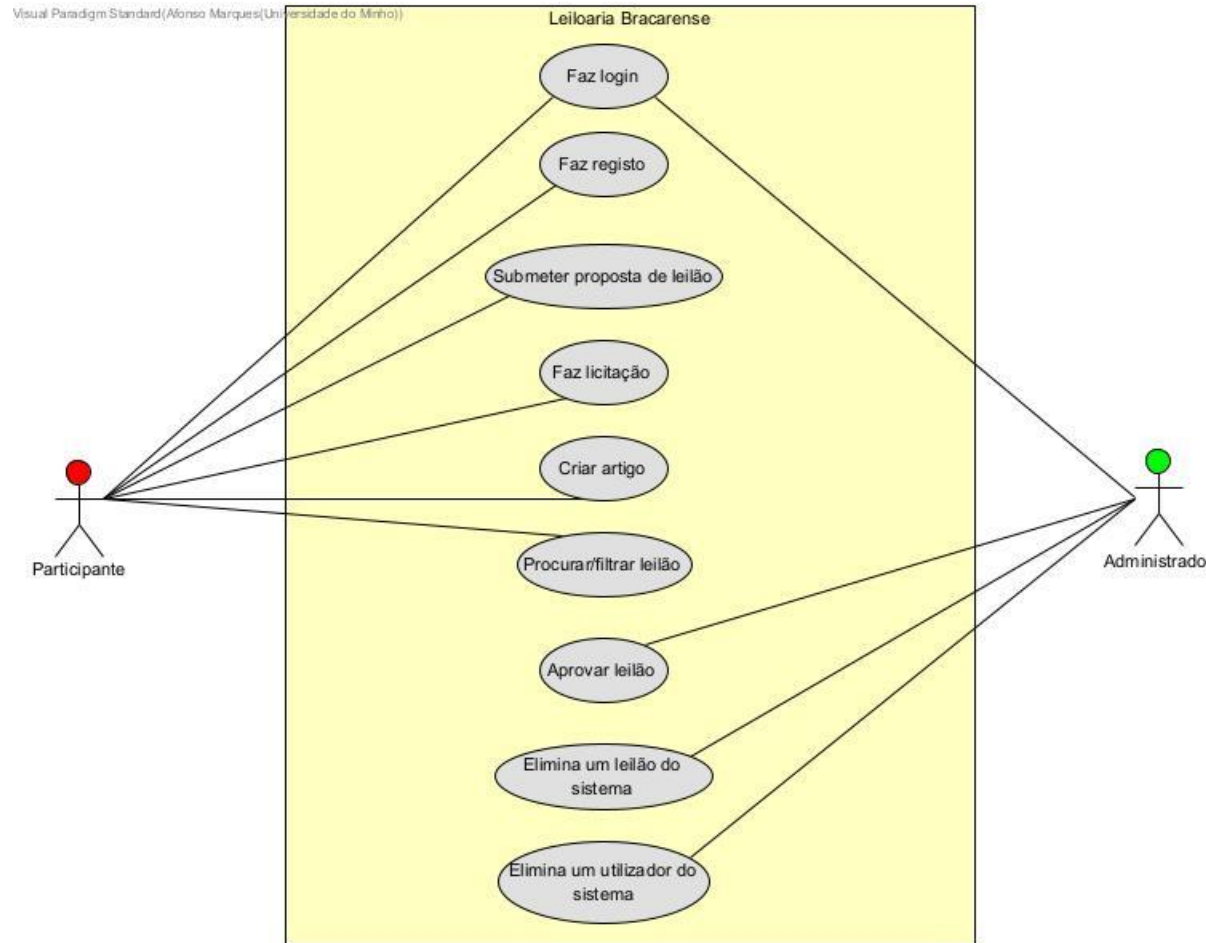 Visual Paradigm Standard(Afonso Marques(Universidade do Minho))
Leiloaria Bracarense
Faz login
Faz registo
Submeter proposta de leilão
Faz licitação
Criar artigo
Participante
Administrado
Procurar/filtrar leilão
Aprovar leilão
Elimina um leilão do
sistema
Elimina um utilizador do
sistema